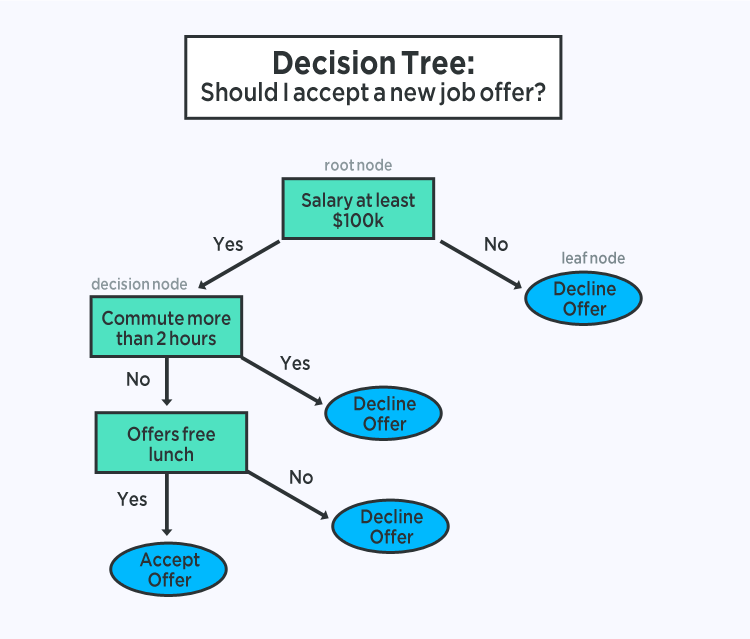 Decision Tree:
Should I accept a new job offer?
root node
Salary at least
$100k
Yes
No
leaf node
Decline
Offer
decision node
Commute more
than 2 hours
No
Yes
Decline
Offer
Offers free
lunch
Yes
No
Decline
Offer
Accept
Offer